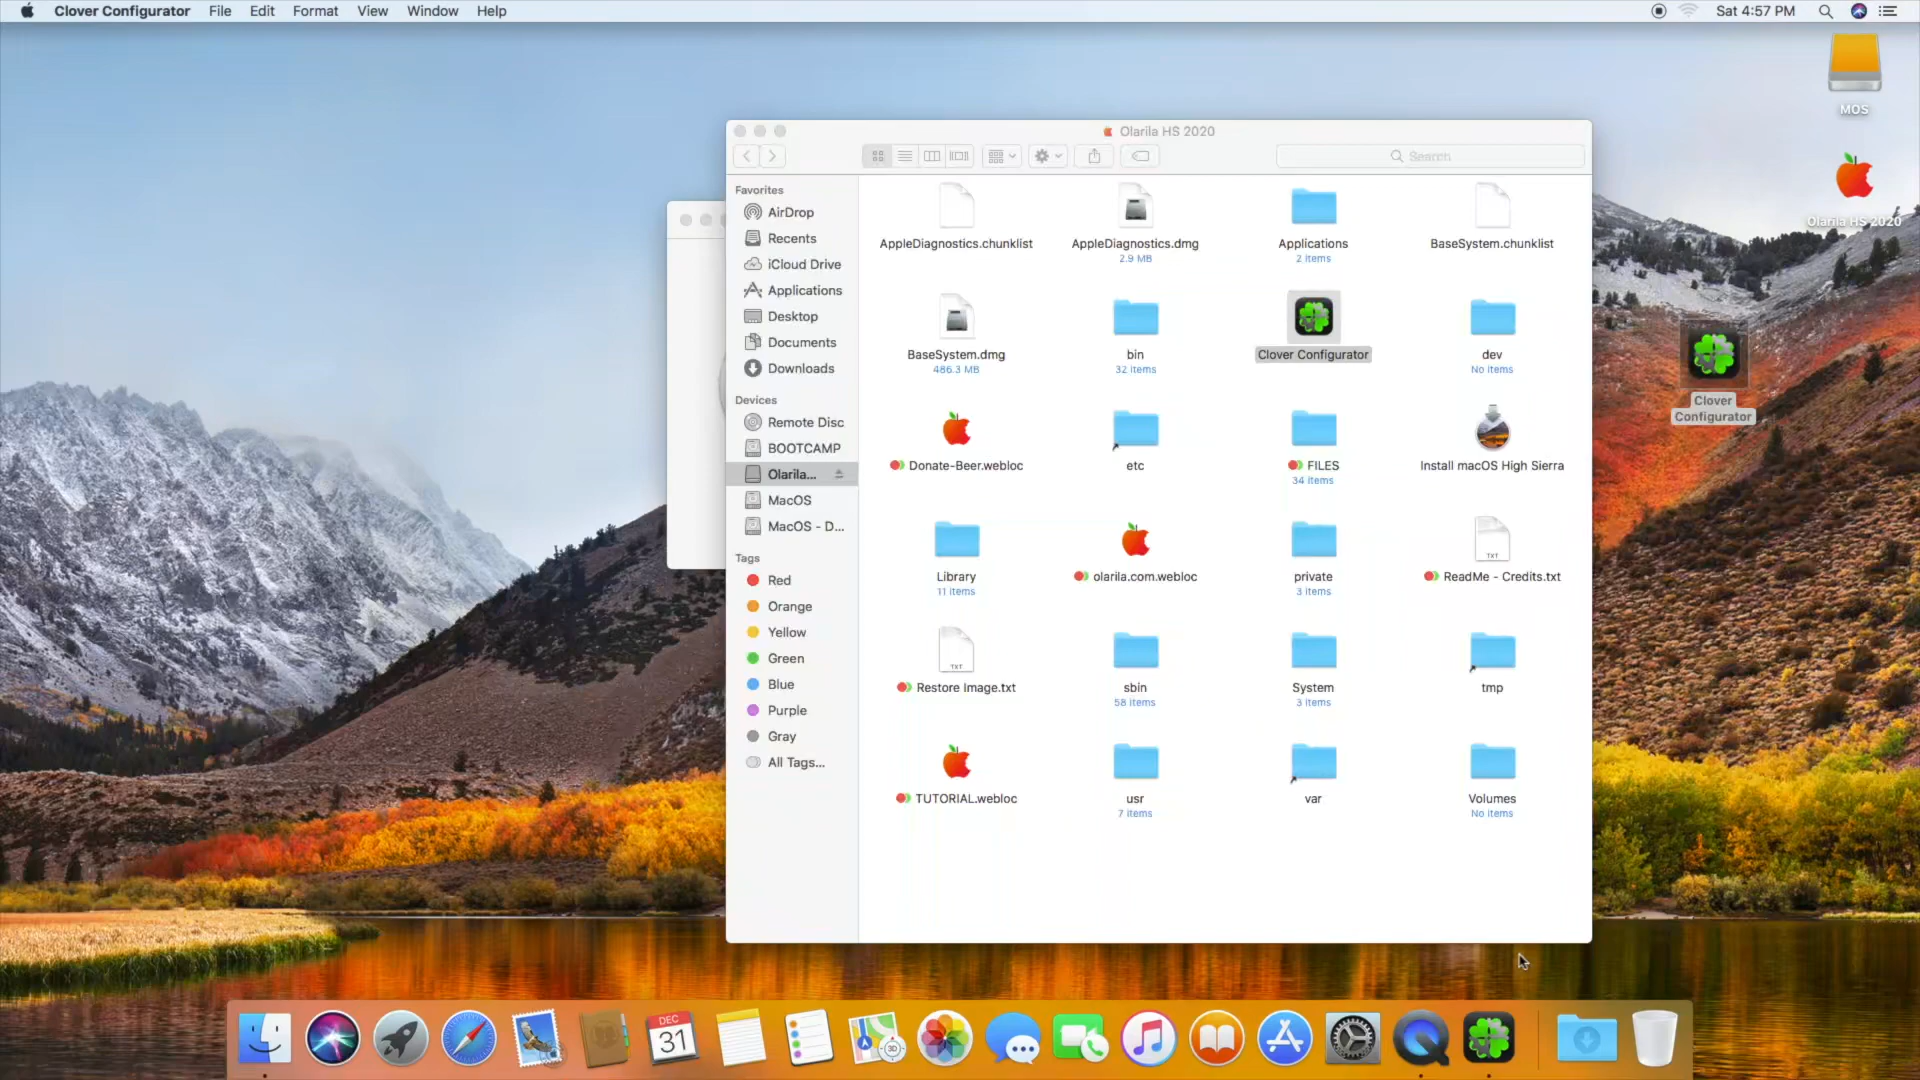 Clover Configurator File Edit Format View Window Help Sat 4:57 PM
MOS
Olarila HS 2020
Clover
Configurator
Olarila HS 2020
Search
Favorites
AirDrop
Recents
iCloud Drive
Applications
Desktop
Documents
Downloads
Devices
Remote Disc
BOOTCAMP
Olarila...
MacOS
MacOS - D...
Tags
Red
Orange
Yellow
Green
Blue
Purple
Gray
All Tags...
AppleDiagnostics.chunklist
AppleDiagnostics.dmg
2.9 MB
Applications
2 items
BaseSystem.chunklist
BaseSystem.dmg
486.3 MB
bin
32 items
Clover Configurator
dev
No items
Donate-Beer.webloc
etc
FILES
34 items
Install macOS High Sierra
Library
11 items
olarila.com.webloc
private
3 items
TXT
ReadMe - Credits.txt
TXT
Restore Image.txt
sbin
58 items
System
3 items
tmp
TUTORIAL.webloc
usr
7 items
var
Volumes
No items
DEC
31
3D